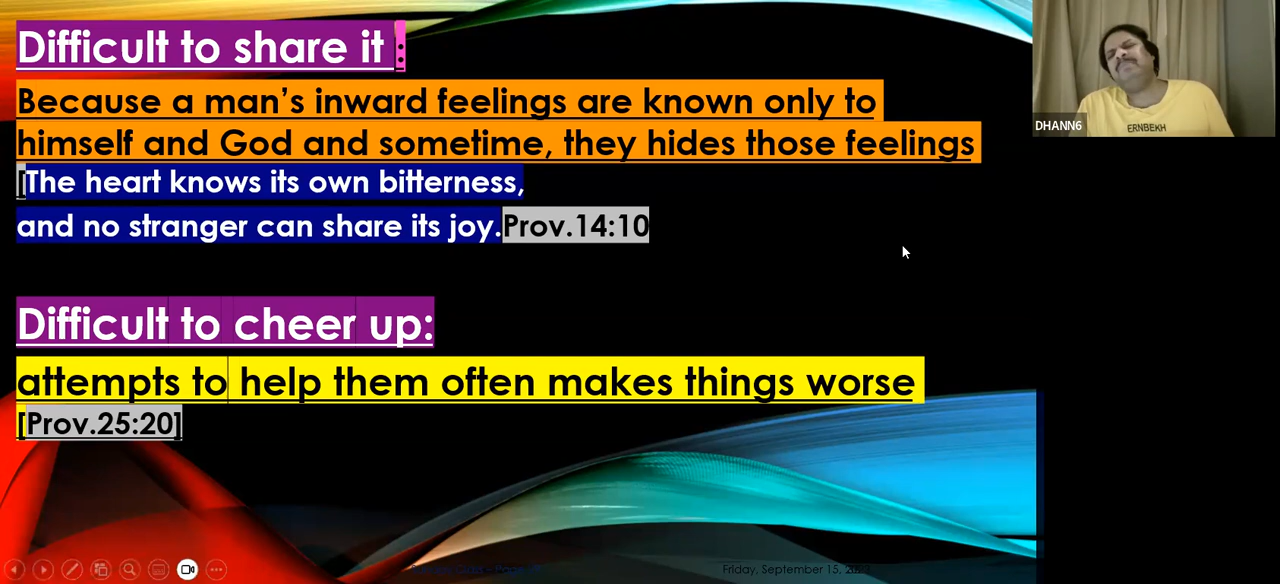 Difficult to share it :
Because a man’s inward feelings are known only to
himself and God and sometime, they hides those feelings
[The heart knows its own bitterness,
and no stranger can share its joy.Prov.14:10
Difficult to cheer up:
attempts to help them often makes things worse
[Prov.25:20]
DHANN6
ERNBEKH
Friday, September 15,